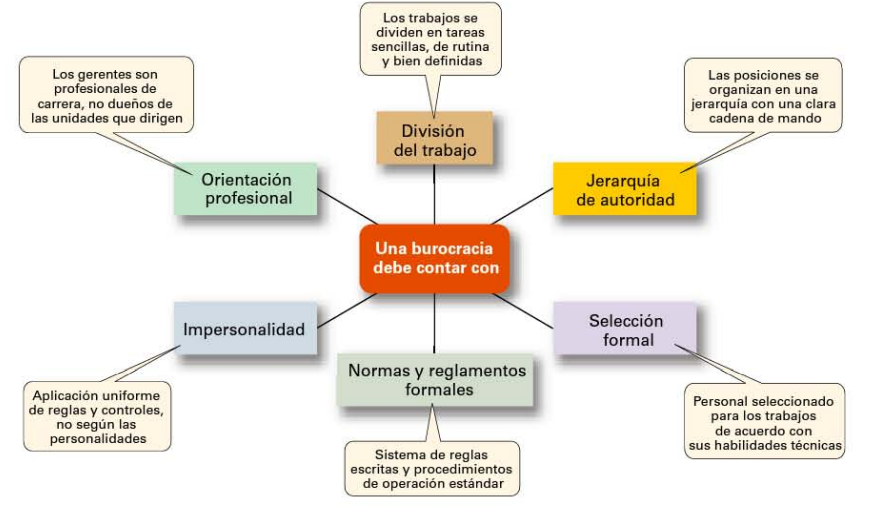 Los trabajos se
dividen en tareas
sencillas, de rutina
y bien definidas
Los gerentes son
profesionales de
carrera, no dueños de
las unidades que dirigen
Las posiciones se
organizan en una
jerarquía con una clara
cadena de mando
División
del trabajo
Orientación
profesional
Jerarquía
de autoridad
Una burocracia
debe contar con
Impersonalidad
Selección
formal
Normas y reglamentos
formales
Aplicación uniforme
de reglas y controles,
no según las
personalidades
Personal seleccionado
para los trabajos
de acuerdo con
sus habilidades técnicas
Sistema de reglas
escritas y procedimientos
de operación estándar